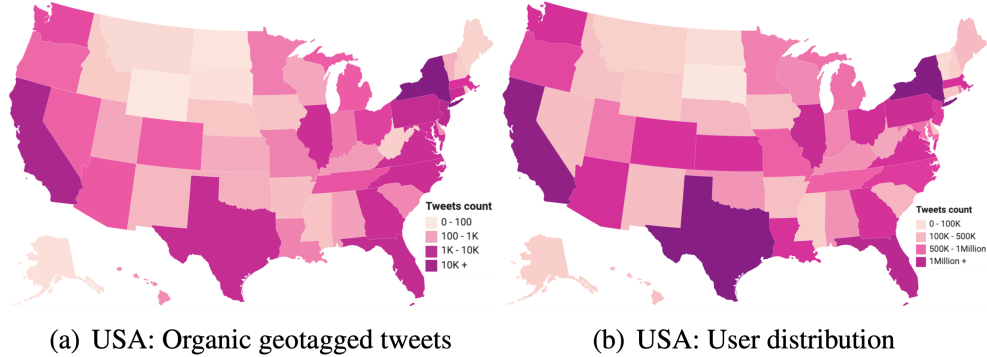 Tweets count
0 - 100
100 - 1K
1K - 10K
10K +
Tweets count
0 - 100K
100K - 500K
500K - 1Million
1Million +
(a) USA: Organic geotagged tweets
(b) USA: User distribution